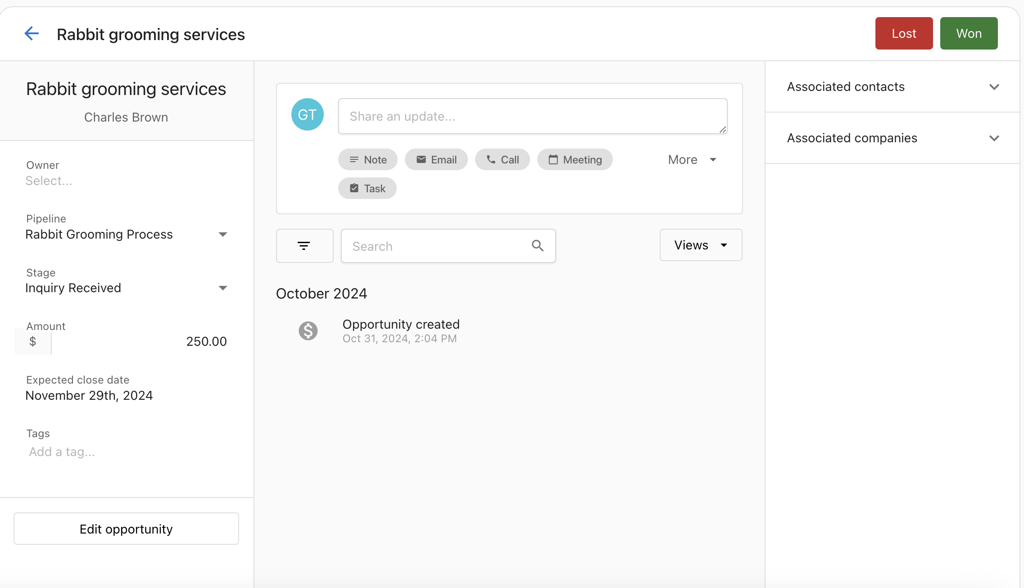 Rabbit grooming services
Lost
Won
Rabbit grooming services
Charles Brown
Owner
Select...
Pipeline
Rabbit Grooming Process
Stage
Inquiry Received
Amount
$ 250.00
Expected close date
November 29th, 2024
Tags
Add a tag...
Edit opportunity
GT
Share an update...
Note
Email
Call
Meeting
More
Task
Search
Views
October 2024
$
Opportunity created
Oct 31, 2024, 2:04 PM
Associated contacts
Associated companies